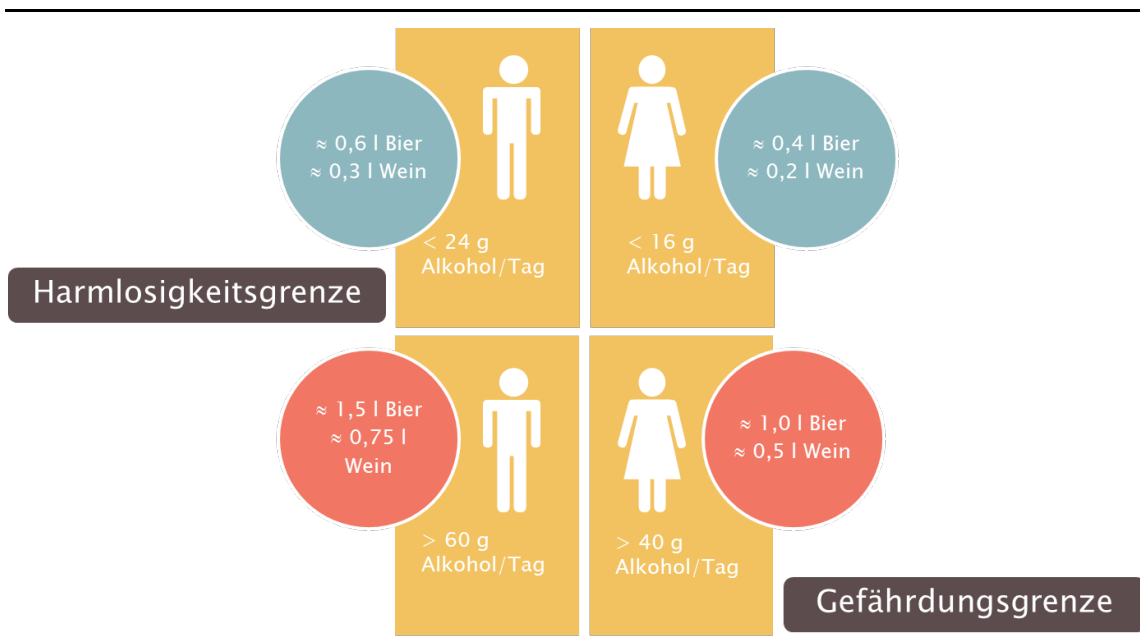 ≈ 0,6 l Bier
≈ 0,3 l Wein
< 24 g
Alkohol/Tag
≈ 0,4 l Bier
≈ 0,2 l Wein
< 16 g
Alkohol/Tag
Harmlosigkeitsgrenze
≈ 1,5 l Bier
≈ 0,75 l
Wein
> 60 g
Alkohol/Tag
≈ 1,0 l Bier
≈ 0,5 l Wein
> 40 g
Alkohol/Tag
Gefährdungsgrenze